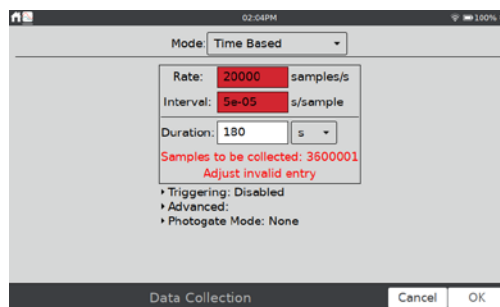 02:04PM 100%
Mode: Time Based
Rate: 20000 samples/s
Interval: 5e-05 s/sample
Duration: 180 s
Samples to be collected: 3600001
Adjust invalid entry
Triggering: Disabled
Advanced:
Photogate Mode: None
Data Collection Cancel OK